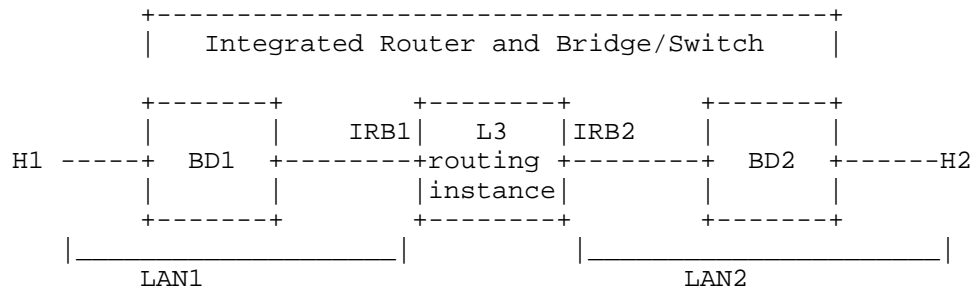 Integrated Router and Bridge/Switch
IRB1 L3 IRB2
H1 BD1 routing BD2 H2
instance
LAN1 LAN2